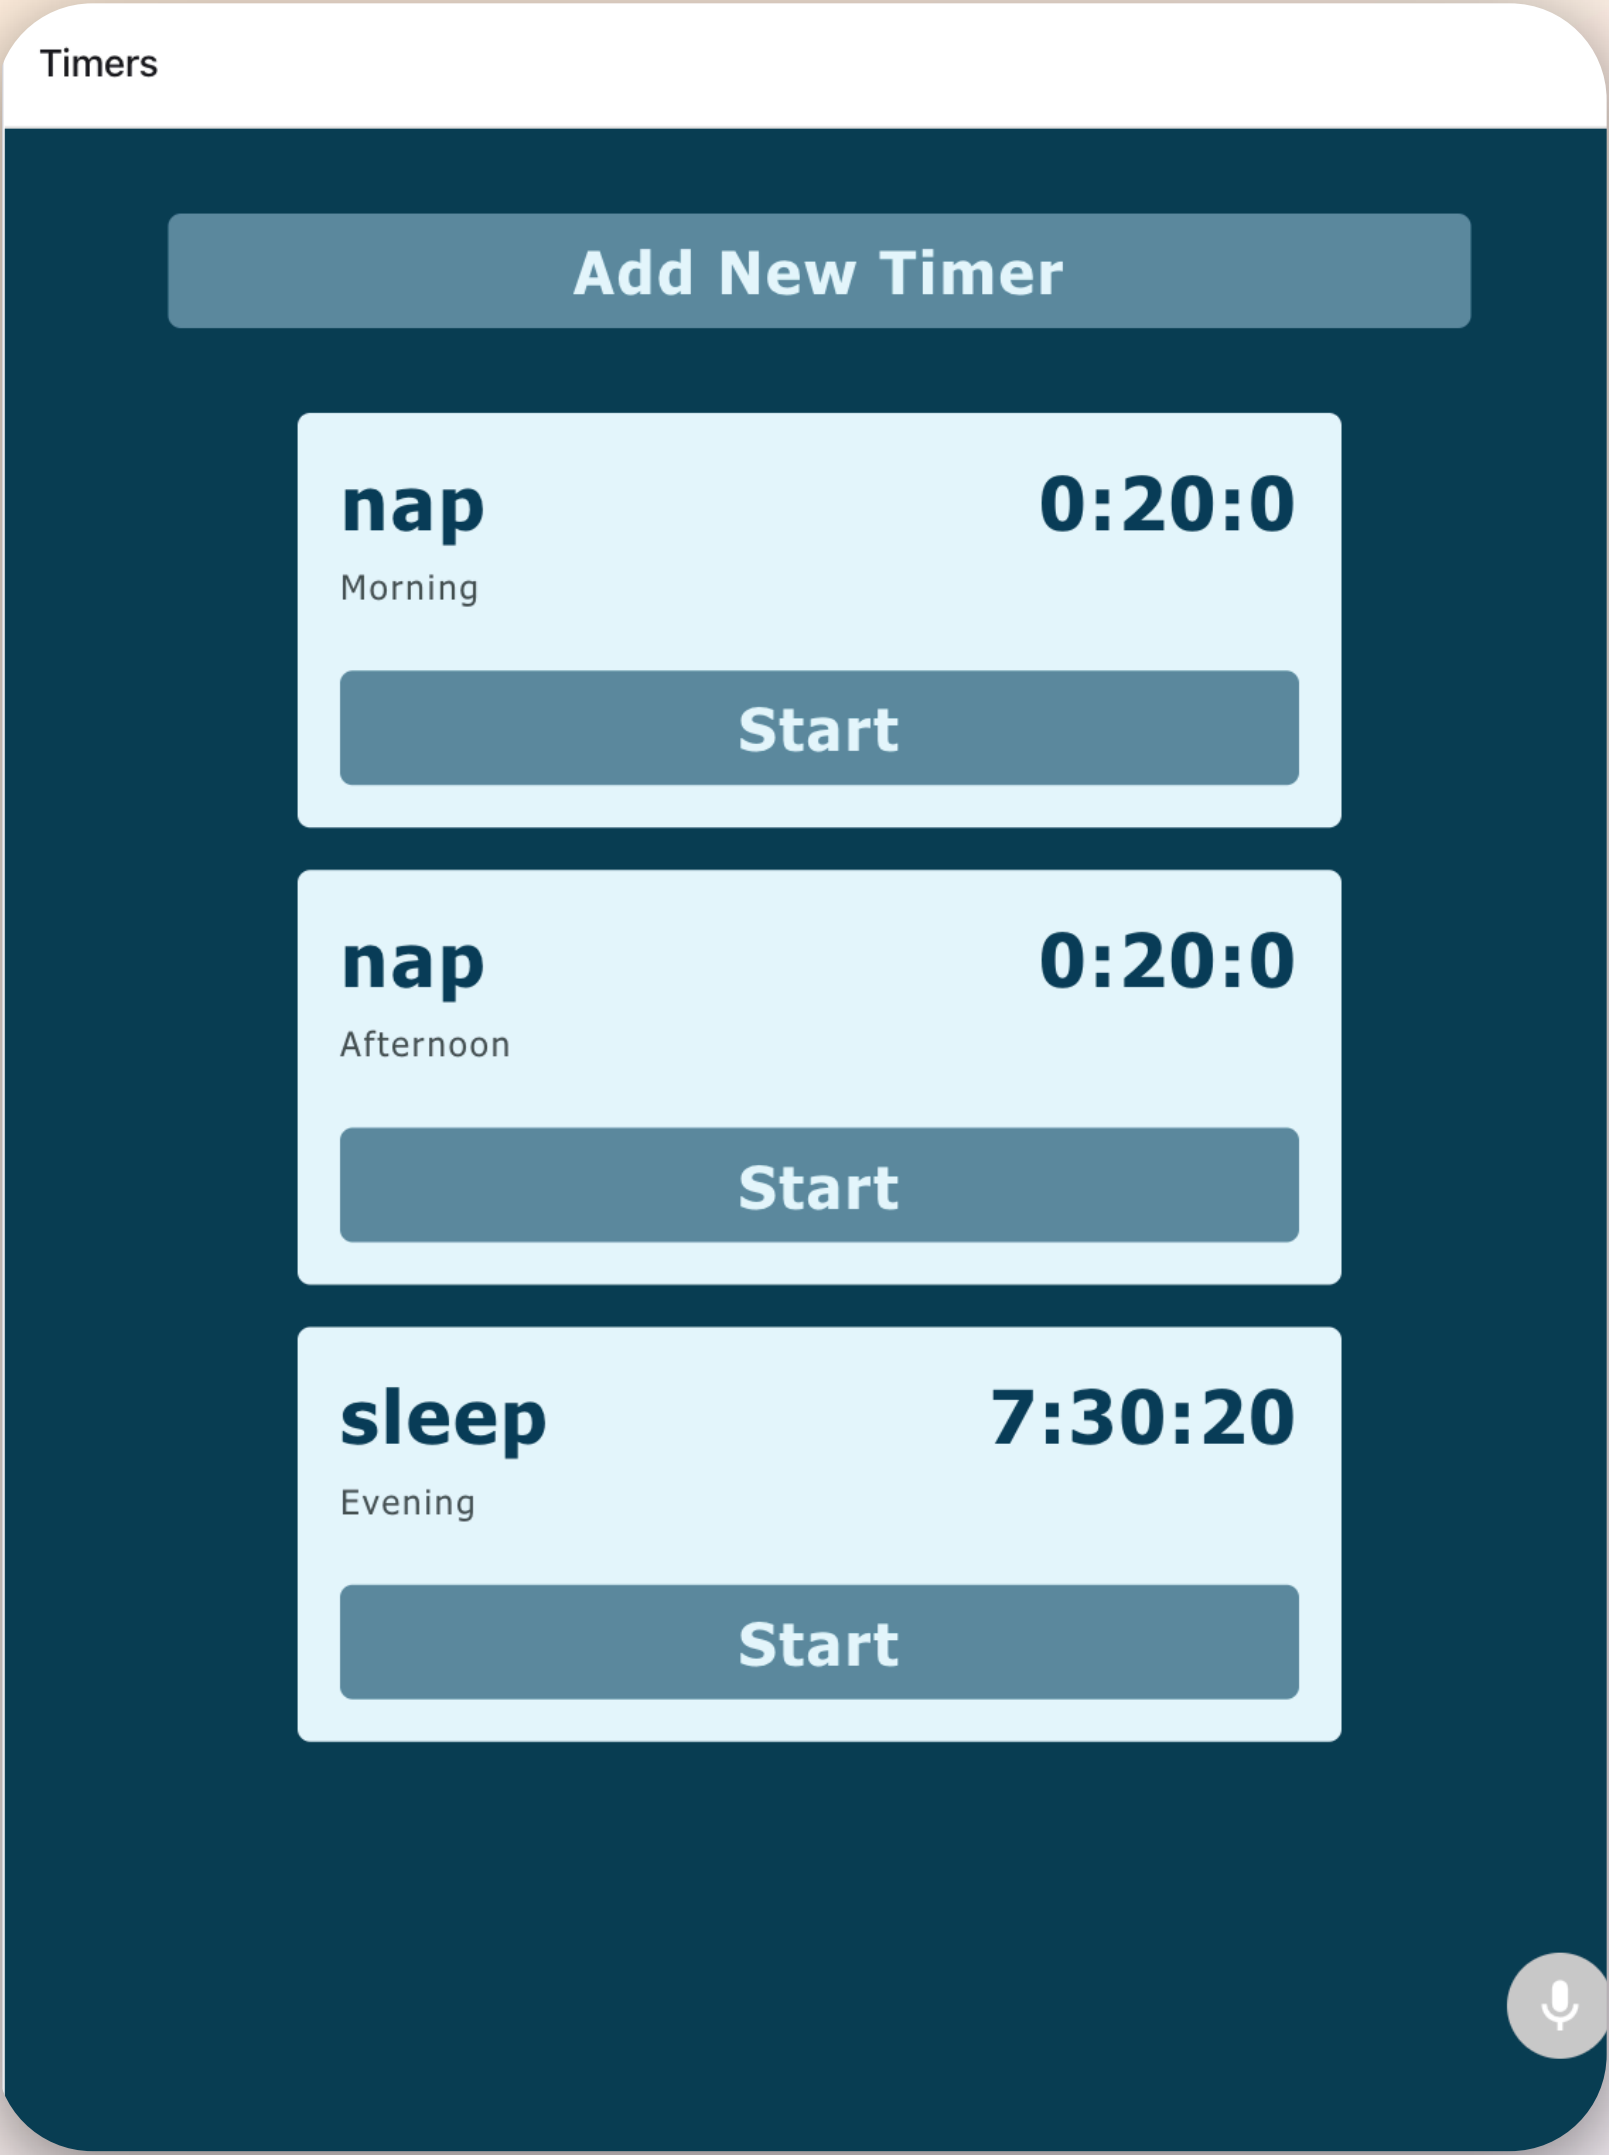 Timers
Add New Timer
nap 0:20:0
Morning
Start
nap 0:20:0
Afternoon
Start
sleep 7:30:20
Evening
Start